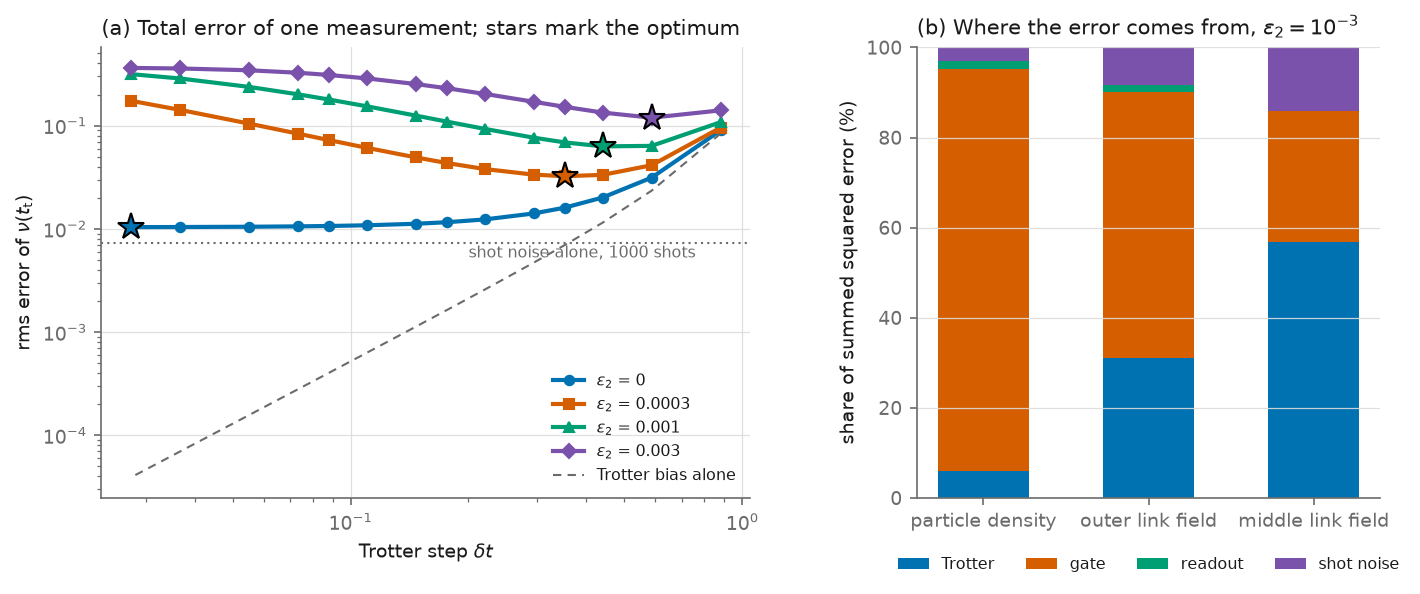 (a) Total error of one measurement; stars mark the optimum
rms error of ν(tₜ)
10⁻¹
10⁻²
10⁻³
10⁻⁴
shot noise alone, 1000 shots
ε₂ = 0
ε₂ = 0.0003
ε₂ = 0.001
ε₂ = 0.003
Trotter bias alone
10⁻¹
10⁰
Trotter step δt
(b) Where the error comes from, ε₂ = 10⁻³
share of summed squared error (%)
100
80
60
40
20
0
particle density
outer link field
middle link field
Trotter
gate
readout
shot noise